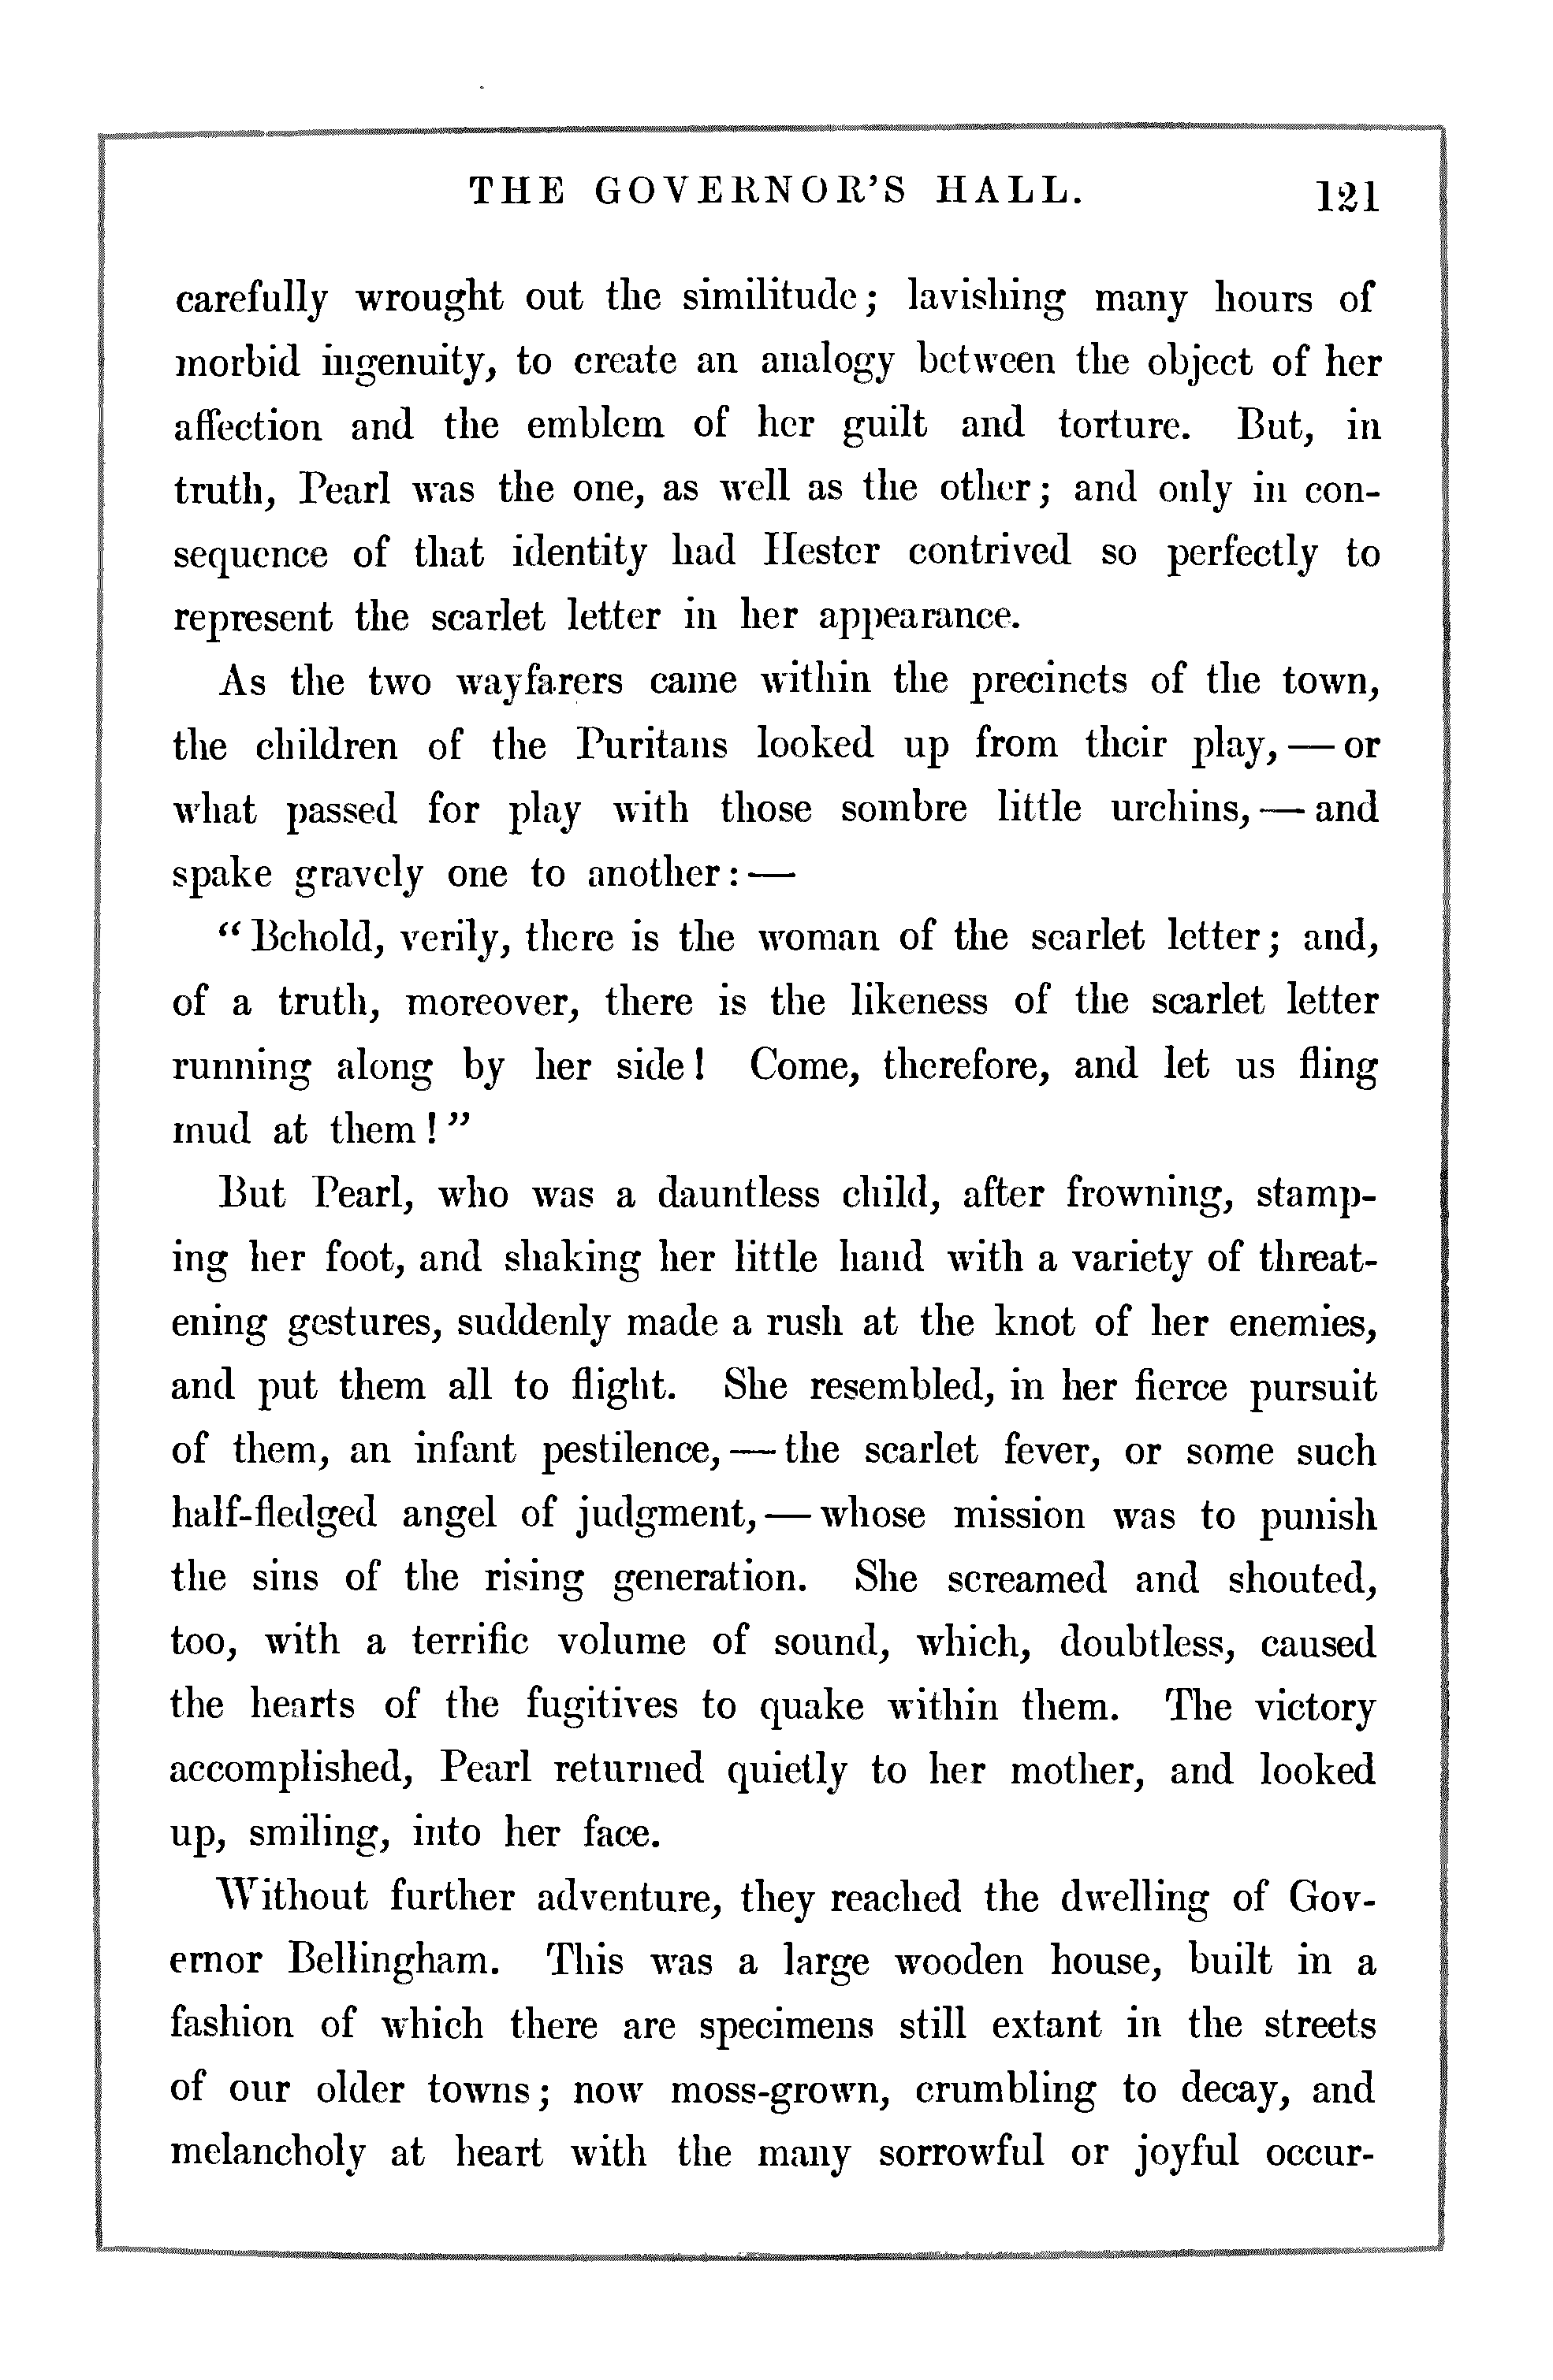 THE GOVERNOR'S HALL. 121
carefully wrought out the similitude; lavishing many hours of
morbid ingenuity, to create an analogy between the object of her
affection and the emblem of her guilt and torture. But, in
truth, Pearl was the one, as well as the other; and only in con-
sequence of that identity had Hester contrived so perfectly to
represent the scarlet letter in her appearance.
As the two wayfarers came within the precincts of the town,
the children of the Puritans looked up from their play,—or
what passed for play with those sombre little urchins,—and
spake gravely one to another:—
"Behold, verily, there is the woman of the scarlet letter; and,
of a truth, moreover, there is the likeness of the scarlet letter
running along by her side! Come, therefore, and let us fling
mud at them!"
But Pearl, who was a dauntless child, after frowning, stamp-
ing her foot, and shaking her little hand with a variety of threat-
ening gestures, suddenly made a rush at the knot of her enemies,
and put them all to flight. She resembled, in her fierce pursuit
of them, an infant pestilence,—the scarlet fever, or some such
half-fledged angel of judgment,—whose mission was to punish
the sins of the rising generation. She screamed and shouted,
too, with a terrific volume of sound, which, doubtless, caused
the hearts of the fugitives to quake within them. The victory
accomplished, Pearl returned quietly to her mother, and looked
up, smiling, into her face.
Without further adventure, they reached the dwelling of Gov-
ernor Bellingham. This was a large wooden house, built in a
fashion of which there are specimens still extant in the streets
of our older towns; now moss-grown, crumbling to decay, and
melancholy at heart with the many sorrowful or joyful occur-